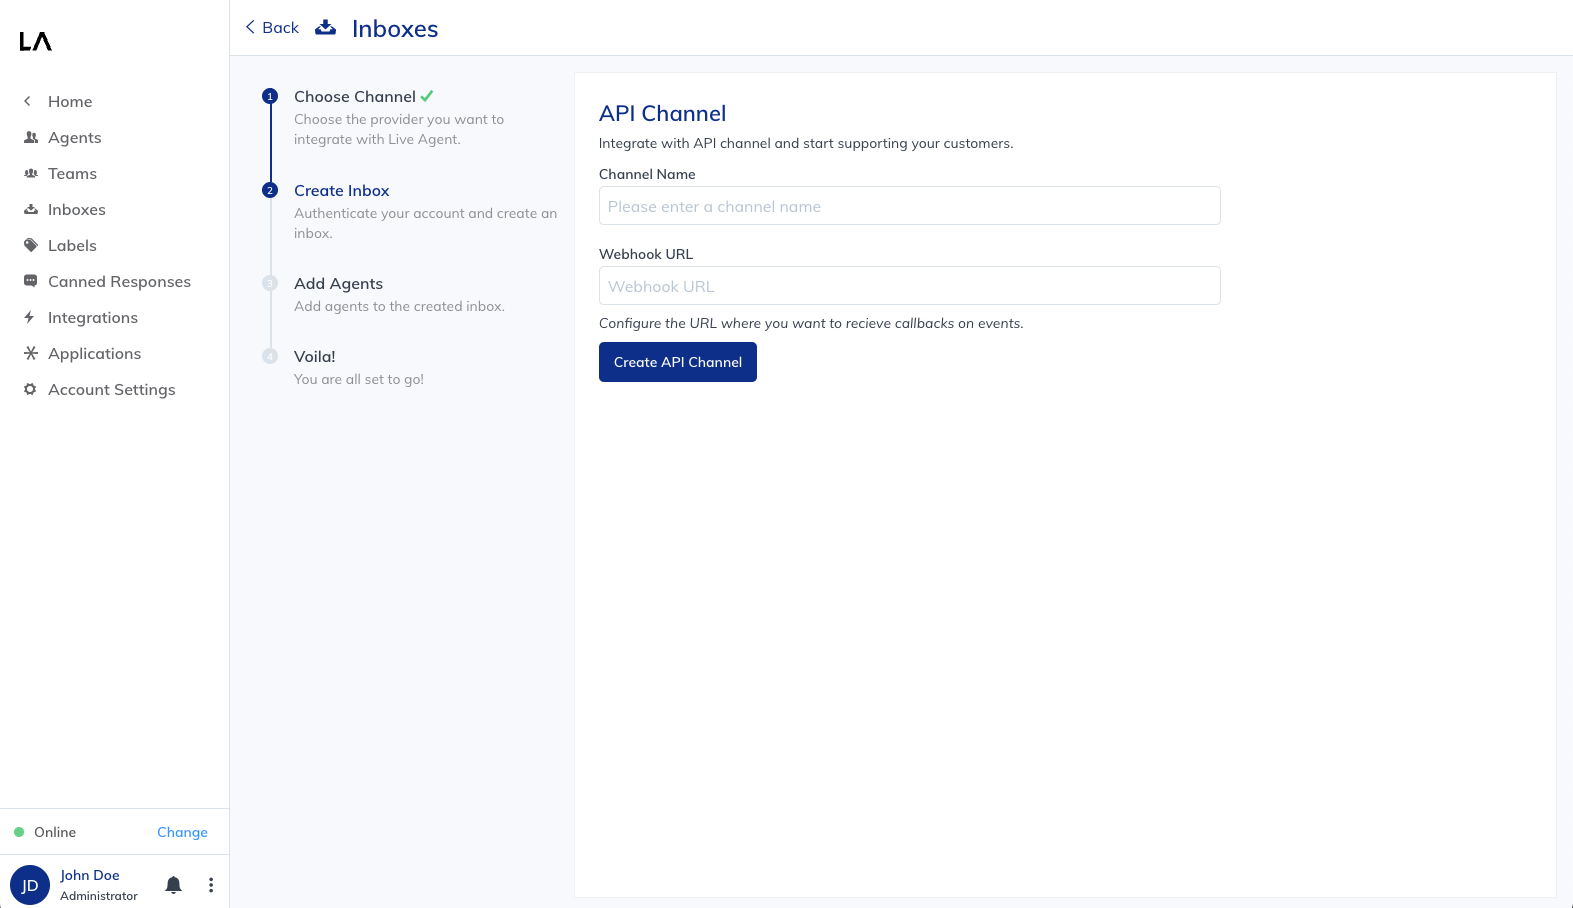 LA
Home
Agents
Teams
Inboxes
Labels
Canned Responses
Integrations
Applications
Account Settings
Online
Change
JD
John Doe
Administrator
Back
Inboxes
1
Choose Channel
Choose the provider you want to
integrate with Live Agent.
2
Create Inbox
Authenticate your account and create an
inbox.
3
Add Agents
Add agents to the created inbox.
4
Voila!
You are all set to go!
API Channel
Integrate with API channel and start supporting your customers.
Channel Name
Please enter a channel name
Webhook URL
Webhook URL
Configure the URL where you want to recieve callbacks on events.
Create API Channel